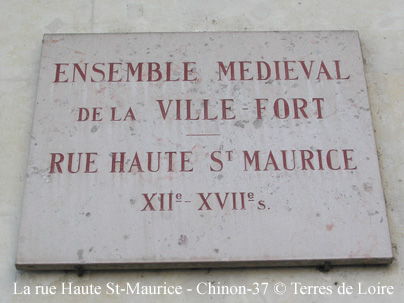 ENSEMBLE MEDIEVAL
DE LA VILLE-FORT
RUE HAUTE ST MAURICE
XIIe-XVIIes.
La rue Haute St-Maurice - Chinon-37 © Terres de Loire